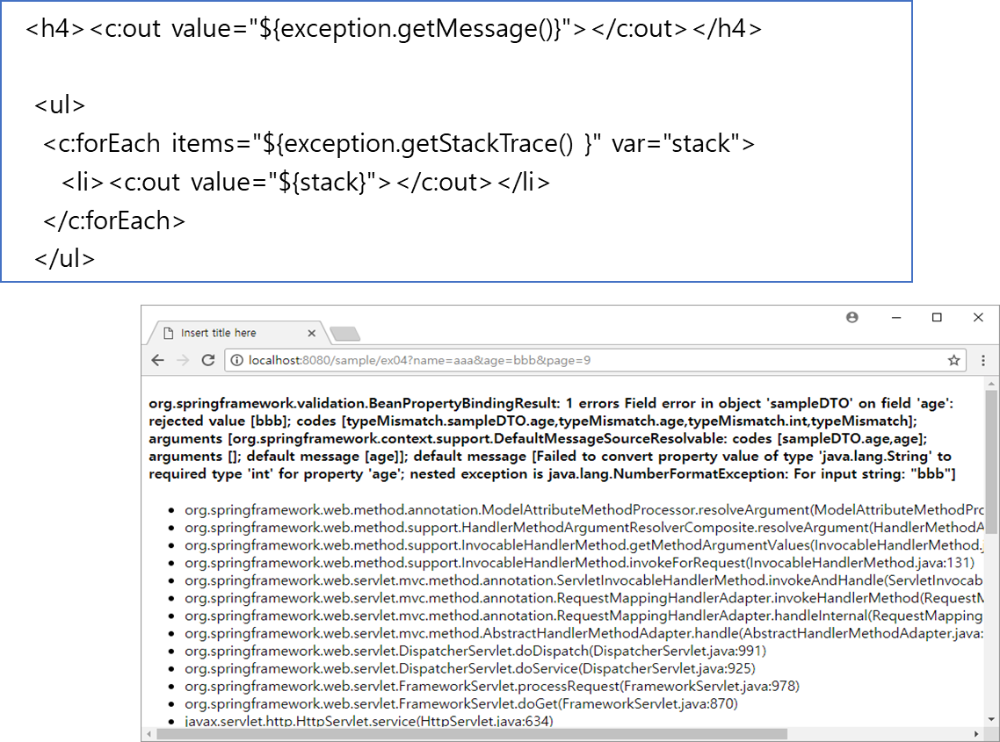 <h4><c:out value="${exception.getMessage()}"></c:out></h4>
<ul>
<c:forEach items="${exception.getStackTrace() }" var="stack">
<li><c:out value="${stack}"></c:out></li>
</c:forEach>
</ul>
Insert title here
localhost:8080/sample/ex04?name=aaa&age=bbb&page=9
org.springframework.validation.BeanPropertyBindingResult: 1 errors Field error in object 'sampleDTO' on field 'age':
rejected value [bbb]; codes [typeMismatch.sampleDTO.age,typeMismatch.age,typeMismatch.int,typeMismatch];
arguments [org.springframework.context.support.DefaultMessageSourceResolvable: codes [sampleDTO.age,age];
arguments []; default message [age]]; default message [Failed to convert property value of type 'java.lang.String' to
required type 'int' for property 'age'; nested exception is java.lang.NumberFormatException: For input string: "bbb"]
• org.springframework.web.method.annotation.ModelAttributeMethodProcessor.resolveArgument(ModelAttributeMethodPrc
• org.springframework.web.method.support.HandlerMethodArgumentResolverComposite.resolveArgument(HandlerMethodA
• org.springframework.web.method.support.InvocableHandlerMethod.getMethodArgumentValues(InvocableHandlerMethod.j
• org.springframework.web.method.support.InvocableHandlerMethod.invokeForRequest(InvocableHandlerMethod.java:131)
• org.springframework.web.servlet.mvc.method.annotation.ServletInvocableHandlerMethod.invokeAndHandle(ServletInvocab
• org.springframework.web.servlet.mvc.method.annotation.RequestMappingHandlerAdapter.invokeHandlerMethod(RequestM
• org.springframework.web.servlet.mvc.method.annotation.RequestMappingHandlerAdapter.handleInternal(RequestMapping
• org.springframework.web.servlet.mvc.method.AbstractHandlerMethodAdapter.handle(AbstractHandlerMethodAdapter.java:
• org.springframework.web.servlet.DispatcherServlet.doDispatch(DispatcherServlet.java:991)
• org.springframework.web.servlet.DispatcherServlet.doService(DispatcherServlet.java:925)
• org.springframework.web.servlet.FrameworkServlet.processRequest(FrameworkServlet.java:978)
• org.springframework.web.servlet.FrameworkServlet.doGet(FrameworkServlet.java:870)
• javax.servlet.http.HttpServlet.service(HttpServlet.java:634)